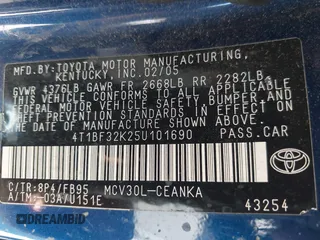 MFD.BY:TOYOTA MOTOR MANUFACTURING,
KENTUCKY,INC.02/05
GVWR 4376LB GAWR FR 2668LB RR 2282LB
THIS VEHICLE CONFORMS TO ALL APPLICABLE
FEDERAL MOTOR VEHICLE SAFETY, BUMPER, AND
THEFT PREVENTION STANDARDS IN EFFECT ON
THE DATE OF MANUFACTURE SHOWN ABOVE.
4T1BF32K25U101690 PASS.CAR
C/TR:8P4/FB95 MCV30L-CEANKA
A/TM:-03A/U151E
TOYOTA
43254
AUTOBIDMASTER